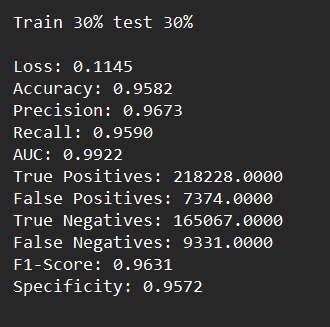 Train 30% test 30%
Loss: 0.1145
Accuracy: 0.9582
Precision: 0.9673
Recall: 0.9590
AUC: 0.9922
True Positives: 218228.0000
False Positives: 7374.0000
True Negatives: 165067.0000
False Negatives: 9331.0000
F1-Score: 0.9631
Specificity: 0.9572